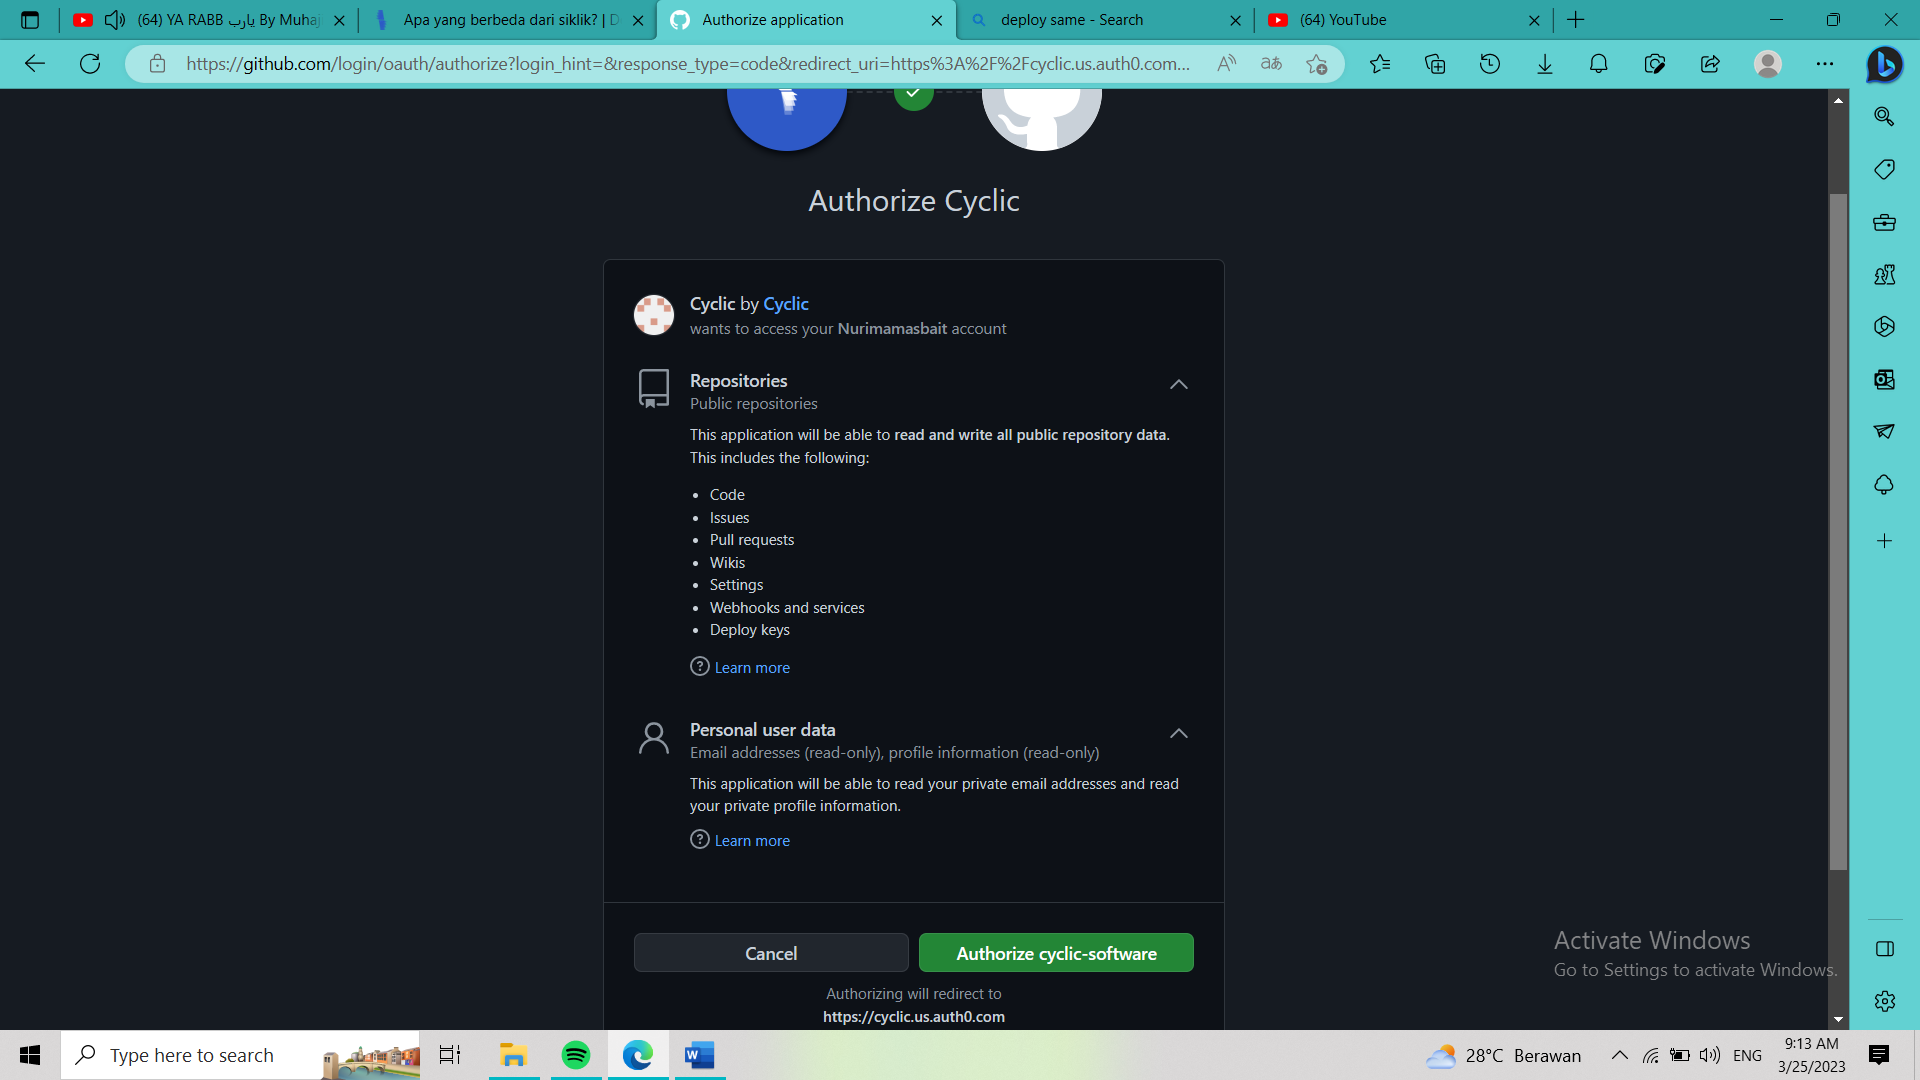 (64) YA RABB يارب By Muhaj
Apa yang berbeda dari siklik? | D
Authorize application
deploy same - Search
(64) YouTube
https://github.com/login/oauth/authorize?login_hint=&response_type=code&redirect_uri=https%3A%2F%2Fcyclic.us.auth0.com...
Authorize Cyclic
Cyclic by Cyclic
wants to access your Nurimamasbait account
Repositories
Public repositories
This application will be able to read and write all public repository data.
This includes the following:
• Code
• Issues
• Pull requests
• Wikis
• Settings
• Webhooks and services
• Deploy keys
Learn more
Personal user data
Email addresses (read-only), profile information (read-only)
This application will be able to read your private email addresses and read
your private profile information.
Learn more
Cancel
Authorize cyclic-software
Authorizing will redirect to
https://cyclic.us.auth0.com
Activate Windows
Go to Settings to activate Windows.
Type here to search
28°C Berawan
ENG
9:13 AM
3/25/2023